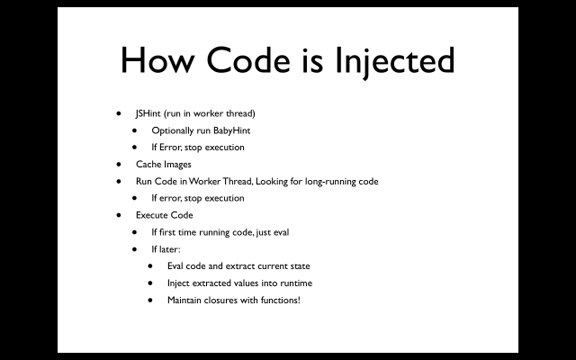 How Code is Injected
• JSHint (run in worker thread)
• Optionally run BabyHint
• If Error, stop execution
• Cache Images
• Run Code in Worker Thread, Looking for long-running code
• If error, stop execution
• Execute Code
• If first time running code, just eval
• If later:
• Eval code and extract current state
• Inject extracted values into runtime
• Maintain closures with functions!